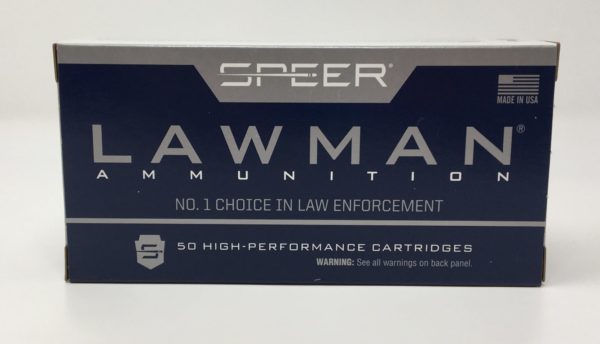 SPEER®
MADE IN USA
LAWMAN®
AMMUNITION
NO. 1 CHOICE IN LAW ENFORCEMENT
S
50 HIGH-PERFORMANCE CARTRIDGES
WARNING: See all warnings on back panel.